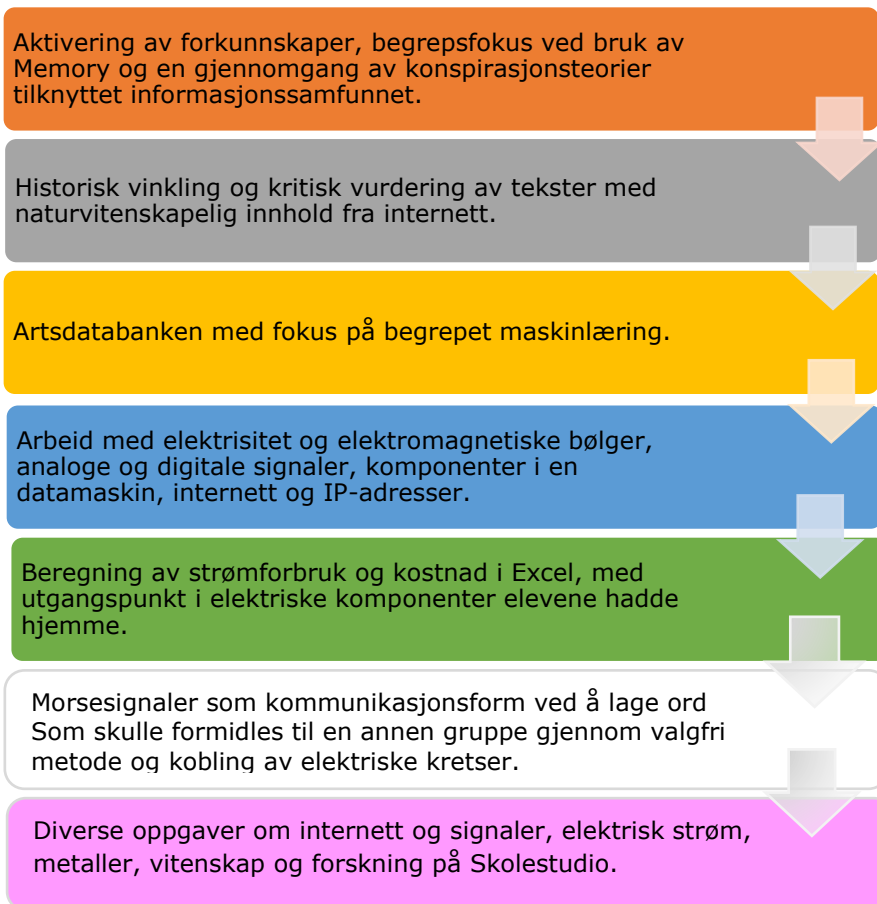 Aktivering av forkunnskaper, begrepsfokus ved bruk av
Memory og en gjennomgang av konspirasjonsteorier
tilknyttet informasjonssamfunnet.
Historisk vinkling og kritisk vurdering av tekster med
naturvitenskapelig innhold fra internett.
Artsdatabanken med fokus på begrepet maskinlæring.
Arbeid med elektrisitet og elektromagnetiske bølger,
analoge og digitale signaler, komponenter i en
datamaskin, internett og IP-adresser.
Beregning av strømforbruk og kostnad i Excel, med
utgangspunkt i elektriske komponenter elevene hadde
hjemme.
Morsesignaler som kommunikasjonsform ved å lage ord
Som skulle formidles til en annen gruppe gjennom valgfri
metode og kobling av elektriske kretser.
Diverse oppgaver om internett og signaler, elektrisk strøm,
metaller, vitenskap og forskning på Skolestudio.